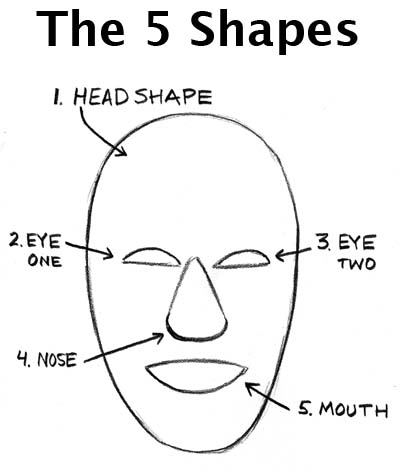 The 5 Shapes
1. HEAD SHAPE
2. EYE
ONE
3. EYE
TWO
4. NOSE
5. MOUTH